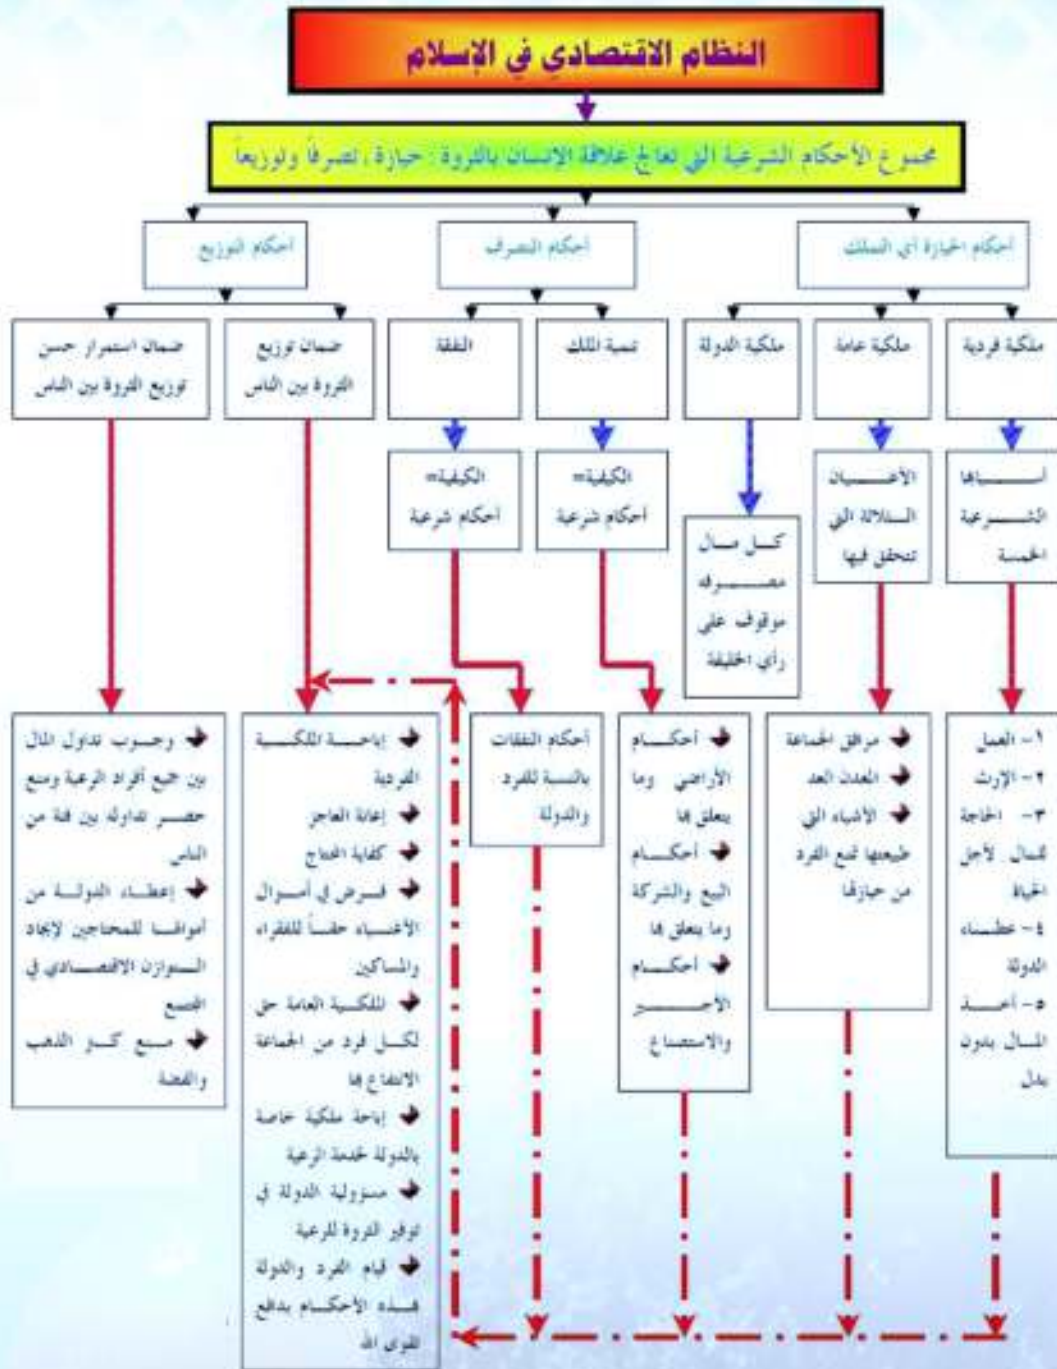 النظام الاقتصادي في الإسلام
مجموع الأحكام الشرعية التي تعالج علاقة الإنسان بالثروة : حيازة ، تصرفاً وتوزيعاً
أحكام الحيازة أي التملك
أحكام التصرف
أحكام التوزيع
ملكية فردية
ملكية عامة
ملكية الدولة
تنمية الملك
النفقة
ضمان توزيع
الثروة بين الناس
ضمان استمرار حسن
توزيع الثروة بين الناس
أسبابها
الشرعية
الخمسة
الأعيان
الثلاثة التي
تتحقق فيها
كل مال
مصرفه
موقوف على
رأي الخليفة
الكيفية=
أحكام شرعية
الكيفية=
أحكام شرعية
١- العمل
٢- الإرث
٣- الحاجة
للمال لأجل
الحياة
٤- عطاء
الدولة
٥- أخذ
المال بدون
بدل
مرافق الجماعة
المعدن العد
الأشياء التي
طبيعتها تمنع الفرد
من حيازتها
أحكام
الأراضي وما
يتعلق بها
أحكام
البيع والشركة
وما يتعلق بها
أحكام
الأجير
والاستصناع
أحكام النفقات
بالنسبة للفرد
والدولة
إباحة الملكية
الفردية
إعانة العاجز
كفاية المحتاج
فرض في أموال
الأغنياء حقاً للفقراء
والمساكين
الملكية العامة حق
لكل فرد من الجماعة
الانتفاع بها
إباحة ملكية خاصة
بالدولة لخدمة الرعية
مسؤولية الدولة في
توفير الثروة للرعية
قيام الفرد والدولة
بهذه الأحكام بدافع
تقوى الله
وجوب تداول المال
بين جميع أفراد الرعية ومنع
حصر تداوله بين فئة من
الناس
إعطاء الدولة من
أموالها للمحتاجين لإيجاد
التوازن الاقتصادي في
المجتمع
منع كنز الذهب
والفضة